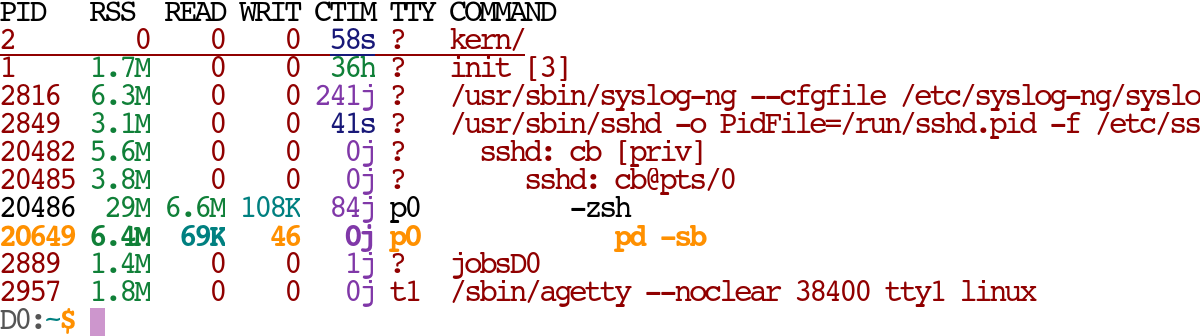 PID RSS READ WRIT CTIM TTY COMMAND
2 0 0 0 58s ? kern/
1 1.7M 0 0 36h ? init [3]
2816 6.3M 0 0 241j ? /usr/sbin/syslog-ng --cfgfile /etc/syslog-ng/syslo
2849 3.1M 0 0 41s ? /usr/sbin/sshd -o PidFile=/run/sshd.pid -f /etc/ss
20482 5.6M 0 0 0j ? sshd: cb [priv]
20485 3.8M 0 0 0j ? sshd: cb@pts/0
20486 29M 6.6M 108K 84j p0 -zsh
20649 6.4M 69K 46 0j p0 pd -sb
2889 1.4M 0 0 1j ? jobsD0
2957 1.8M 0 0 0j t1 /sbin/agetty --noclear 38400 tty1 linux
D0:~$